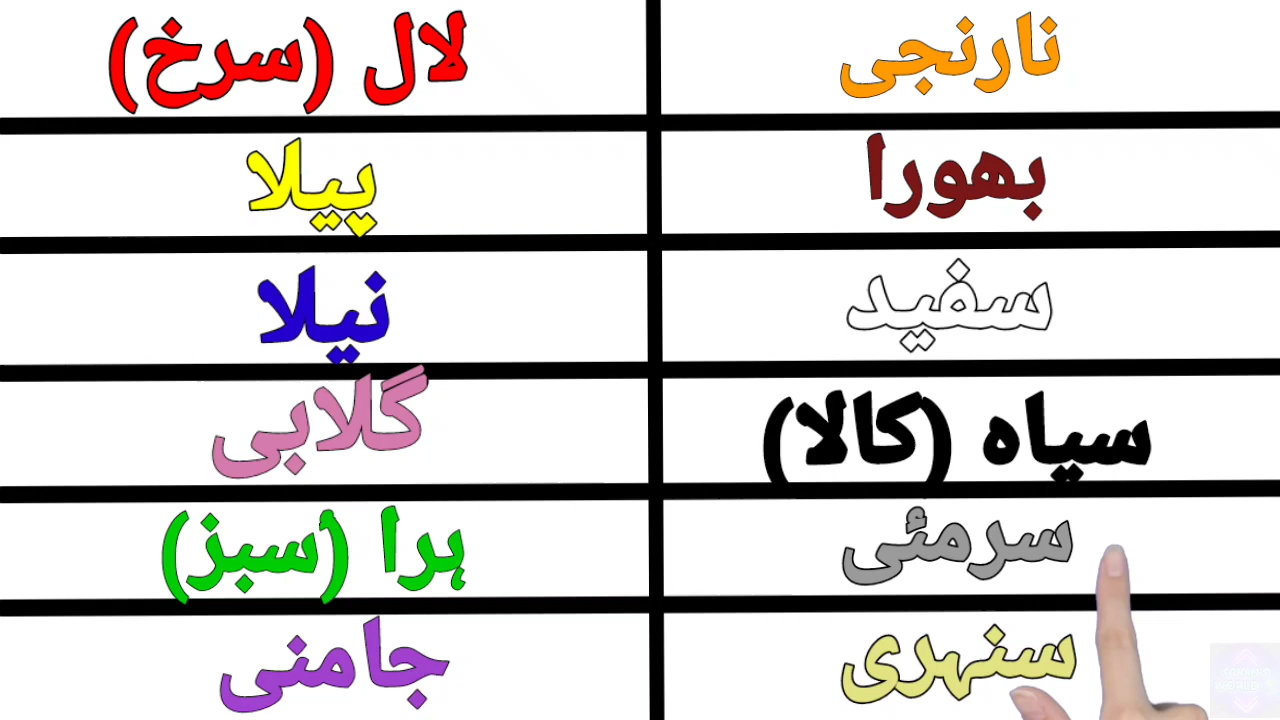 لال (سرخ)
پیلا
نیلا
گلابی
ہرا (سبز)
جامنی
نارنجی
بھورا
سفید
سیاہ (کالا)
سرمئی
سنہری